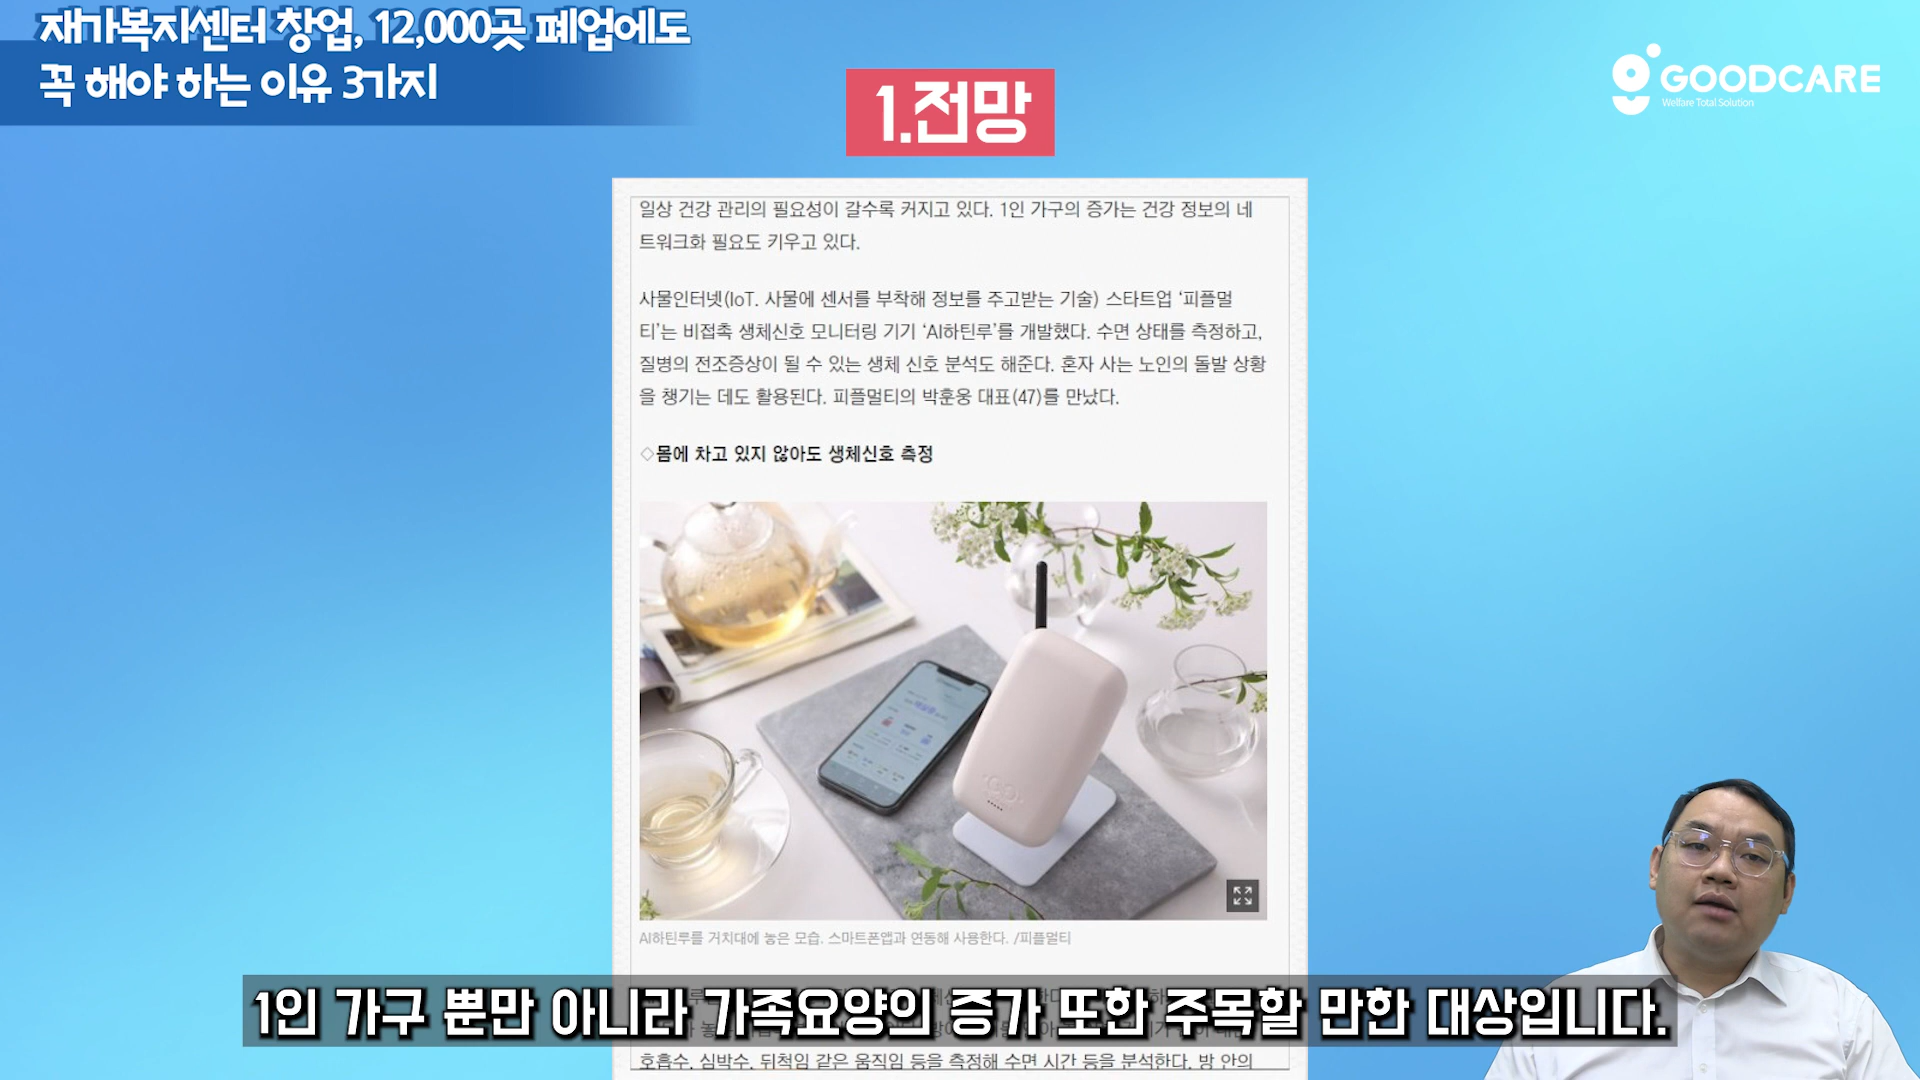 재가복지센터 창업, 12,000곳 폐업에도
꼭 해야 하는 이유 3가지
GOODCARE
Welfare Total Solution
1.전망
일상 건강 관리의 필요성이 갈수록 커지고 있다. 1인 가구의 증가는 건강 정보의 네
트워크화 필요도 키우고 있다.
사물인터넷(IoT. 사물에 센서를 부착해 정보를 주고받는 기술) 스타트업 ‘피플멀
티’는 비접촉 생체신호 모니터링 기기 ‘AI하틴루’를 개발했다. 수면 상태를 측정하고,
질병의 전조증상이 될 수 있는 생체 신호 분석도 해준다. 혼자 사는 노인의 돌발 상황
을 챙기는 데도 활용된다. 피플멀티의 박훈웅 대표(47)를 만났다.
◇몸에 차고 있지 않아도 생체신호 측정
AI하틴루를 거치대에 놓은 모습. 스마트폰앱과 연동해 사용한다. /피플멀티
1인 가구 뿐만 아니라 가족요양의 증가 또한 주목할 만한 대상입니다.
호흡수, 심박수, 뒤척임 같은 움직임 등을 측정해 수면 시간 등을 분석한다. 방 안의